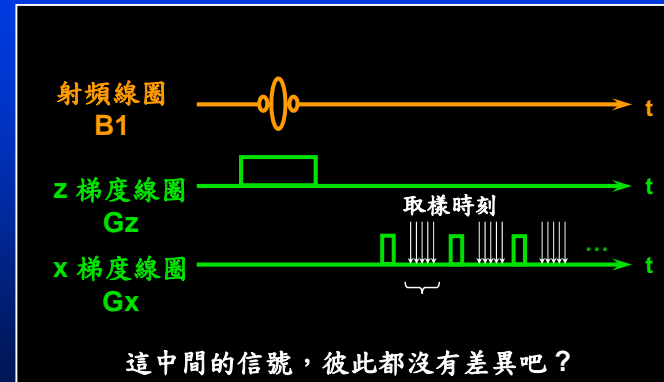 射頻線圈
B1
t
z 梯度線圈
Gz
t
取樣時刻
...
x 梯度線圈
Gx
t
這中間的信號，彼此都沒有差異吧？